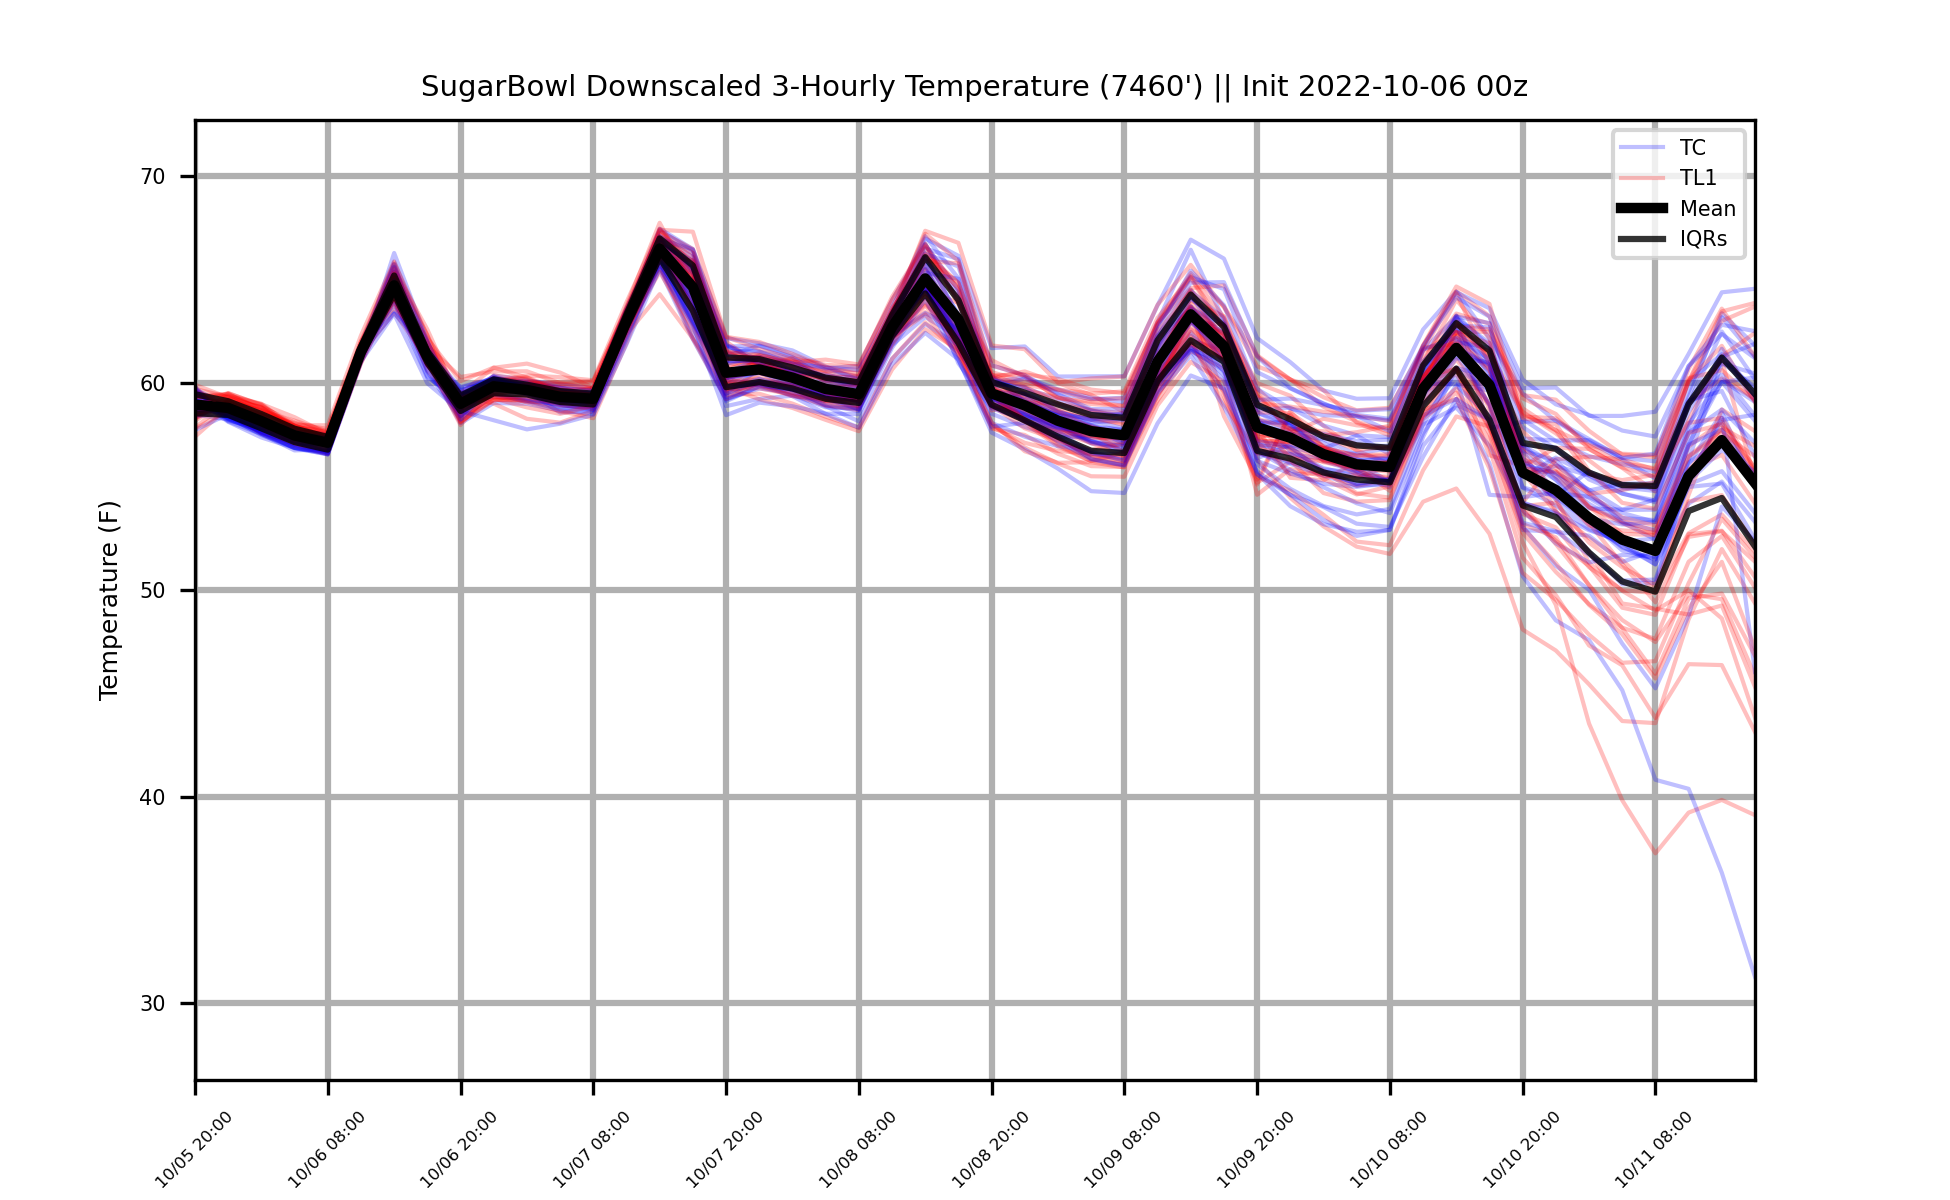 SugarBowl Downscaled 3-Hourly Temperature (7460') || Init 2022-10-06 00z
TC
TL1
Mean
IQRs
Temperature (F)
70
60
50
40
30
10/05 20:00
10/06 08:00
10/06 20:00
10/07 08:00
10/07 20:00
10/08 08:00
10/08 20:00
10/09 08:00
10/09 20:00
10/10 08:00
10/10 20:00
10/11 08:00